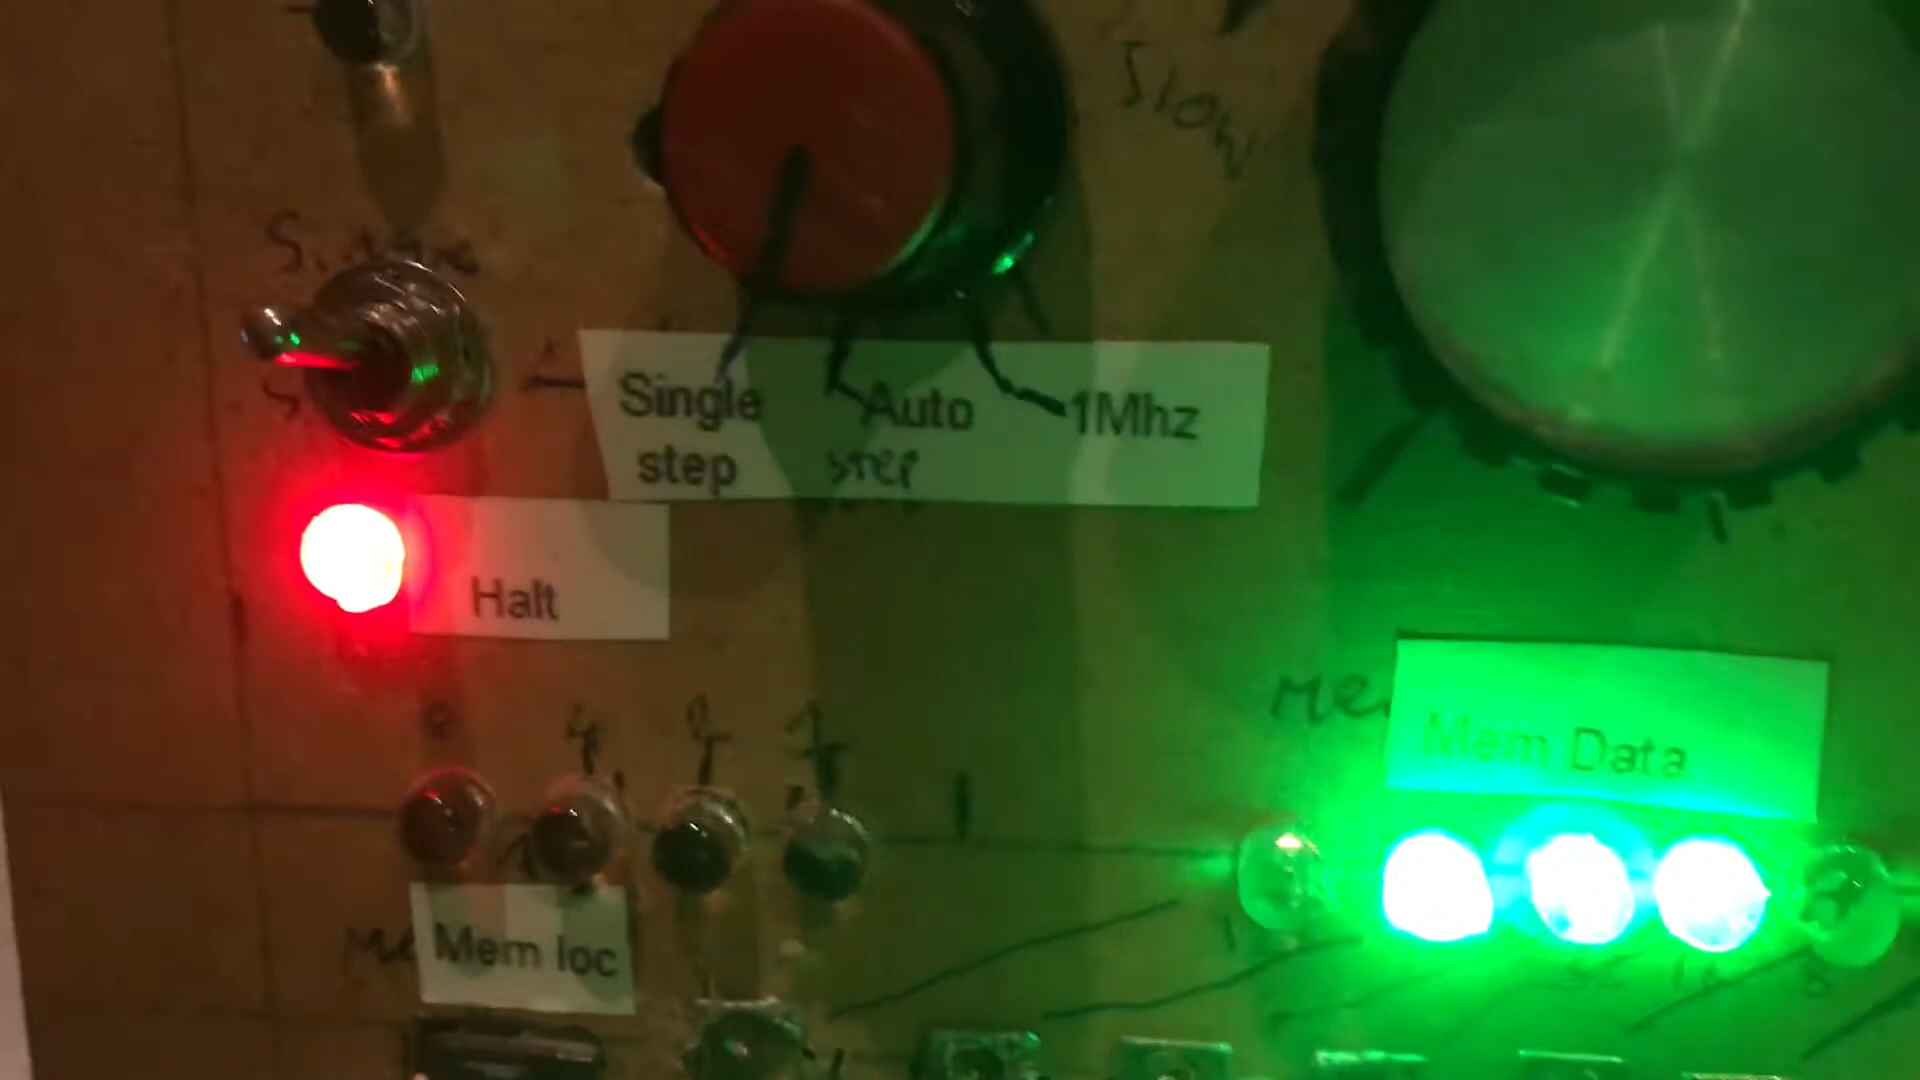 Slow
Single Auto 1Mhz
step step
Halt
8 4 2 1
Mem Data
Mem loc